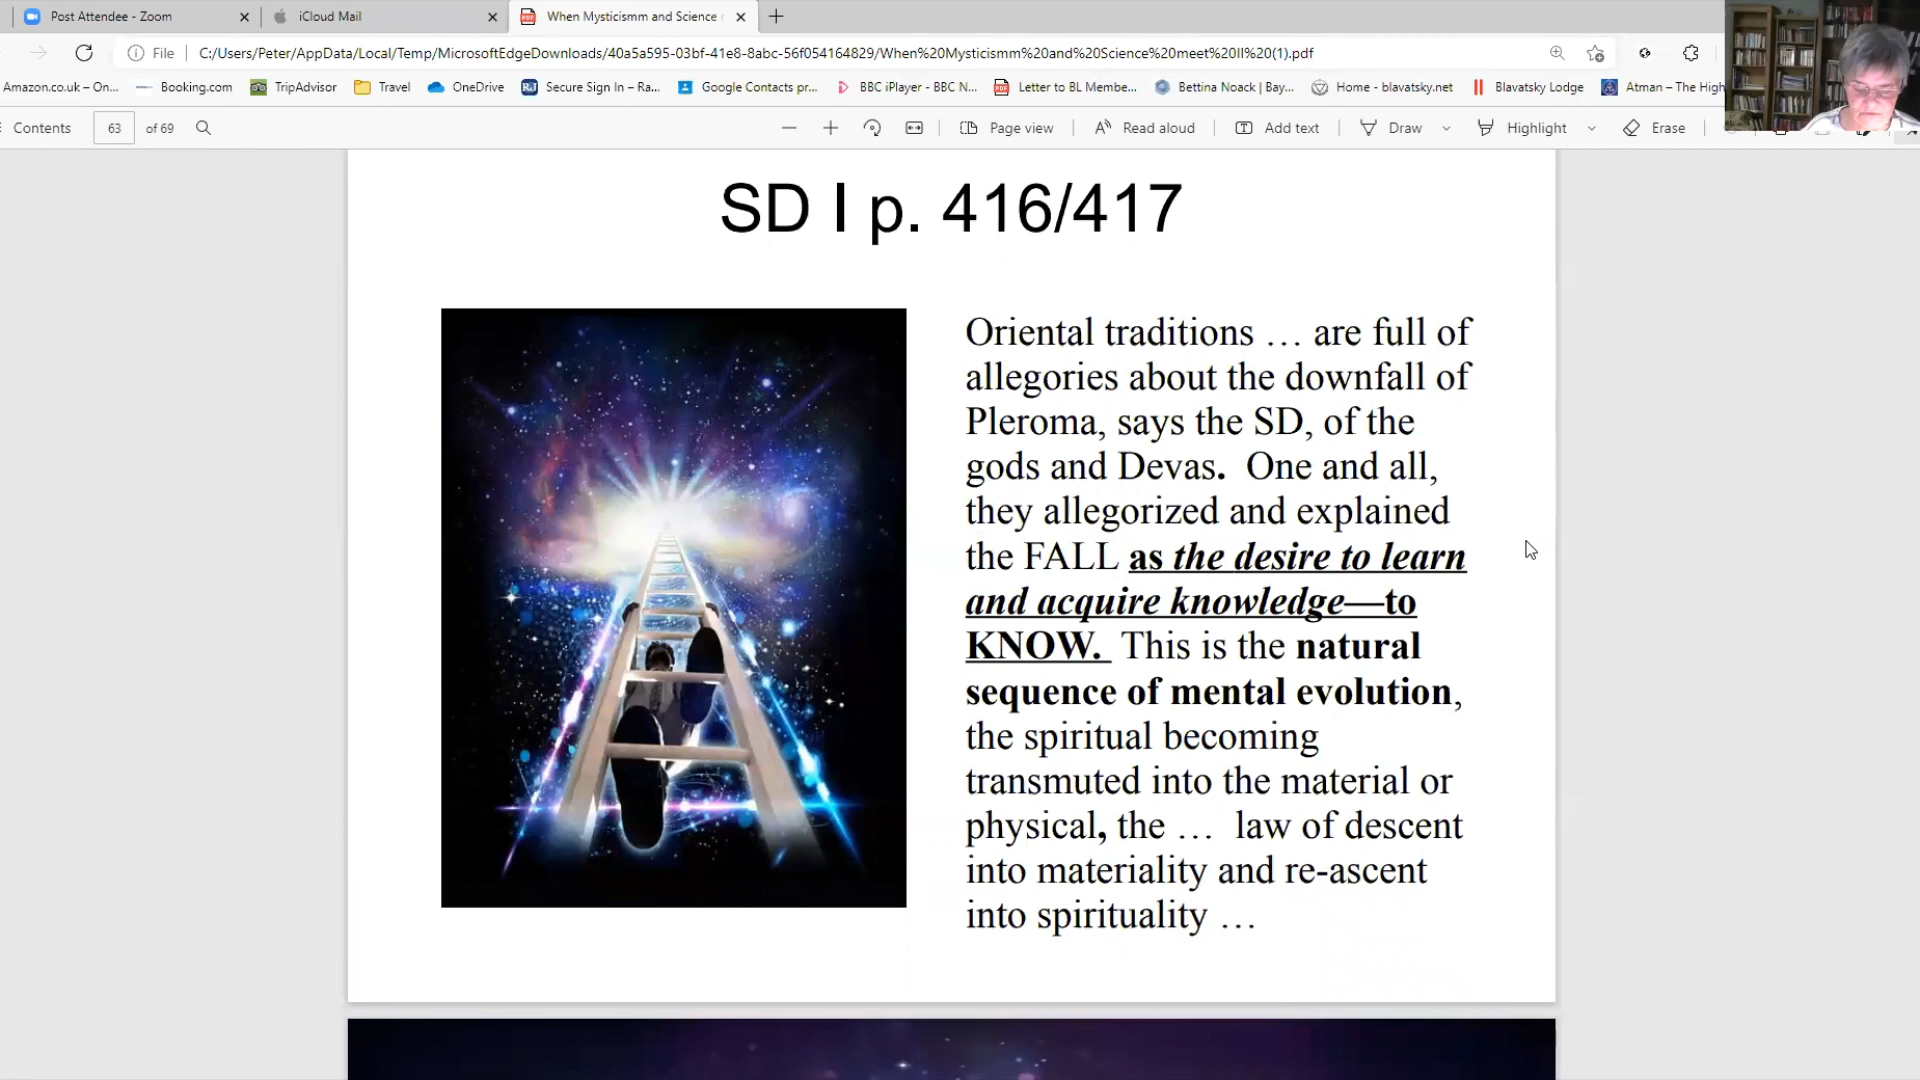 Post Attendee - Zoom
iCloud Mail
When Mysticismm and Science
File C:/Users/Peter/AppData/Local/Temp/MicrosoftEdgeDownloads/40a5a595-03bf-41e8-8abc-56f054164829/When%20Mysticismm%20and%20Science%20meet%20II%20(1).pdf
Amazon.co.uk – On... Booking.com TripAdvisor Travel OneDrive Secure Sign In – Ra... Google Contacts pr... BBC iPlayer - BBC N... Letter to BL Membe... Bettina Noack | Bay... Home - blavatsky.net Blavatsky Lodge Atman – The High
Contents 63 of 69 Page view Read aloud Add text Draw Highlight Erase
SD I p. 416/417
Oriental traditions … are full of
allegories about the downfall of
Pleroma, says the SD, of the
gods and Devas. One and all,
they allegorized and explained
the FALL as the desire to learn
and acquire knowledge—to
KNOW. This is the natural
sequence of mental evolution,
the spiritual becoming
transmuted into the material or
physical, the … law of descent
into materiality and re-ascent
into spirituality …